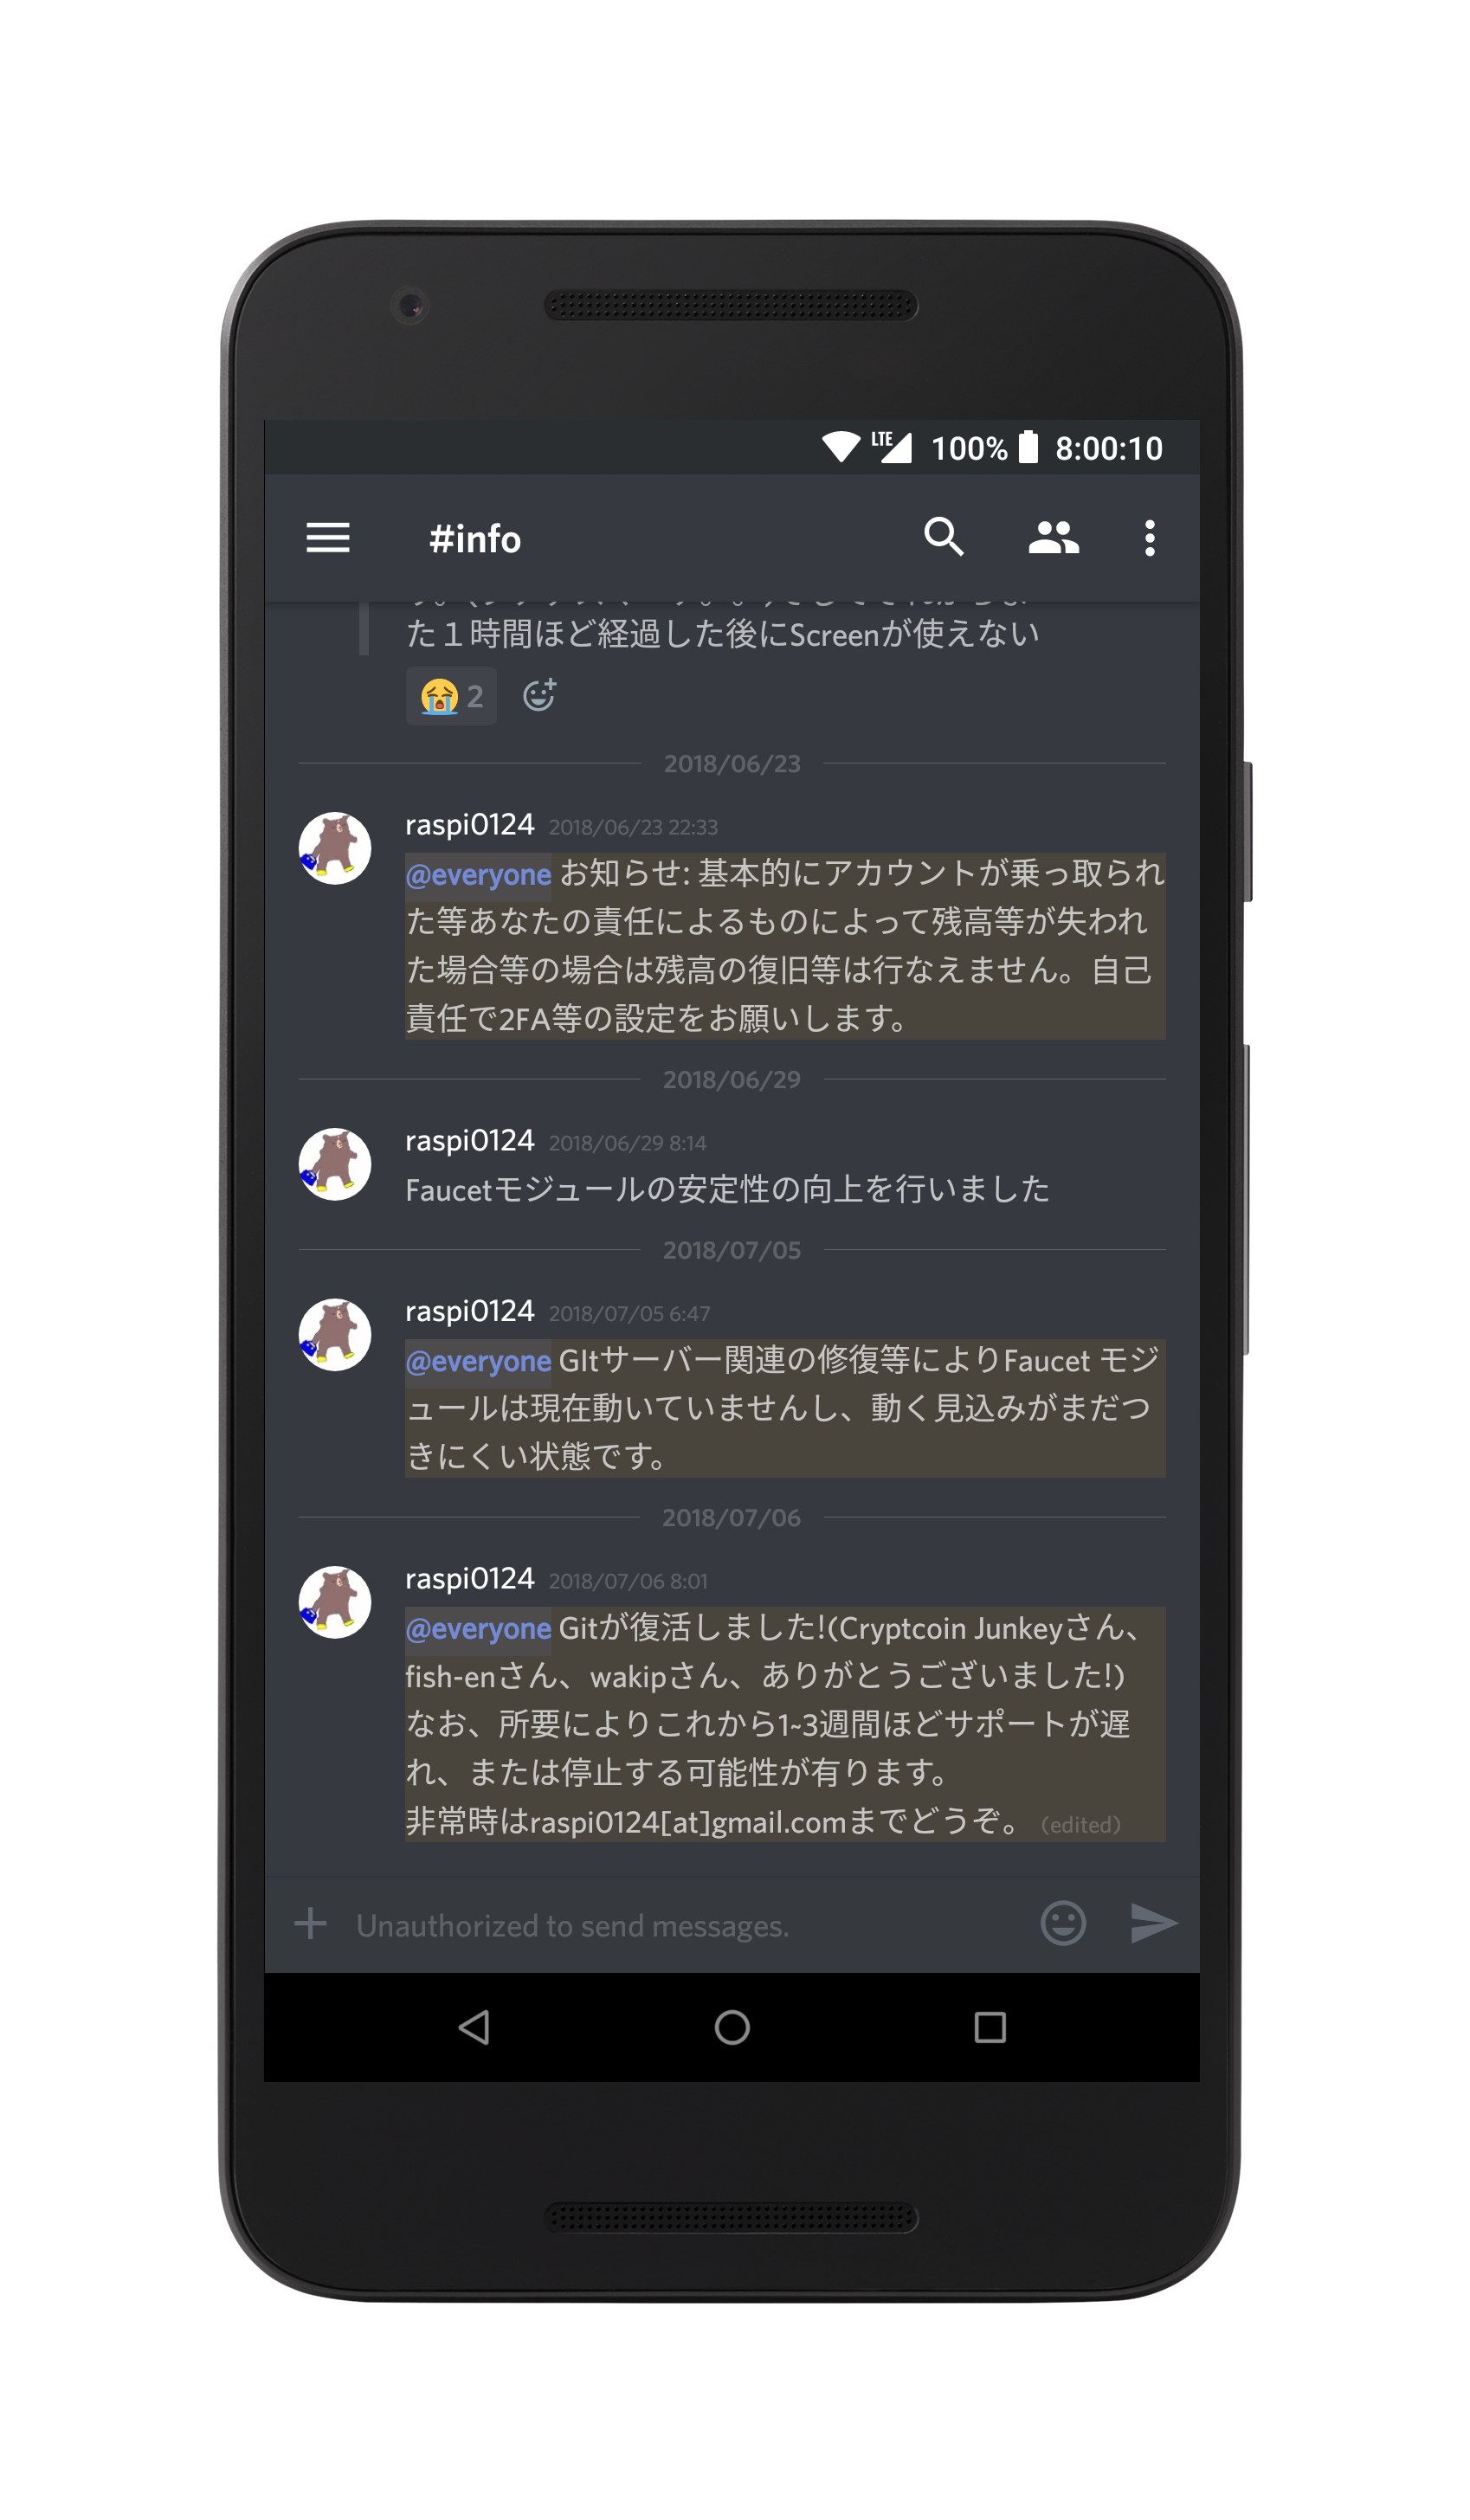 LTE 100% 8:00:10
#info
た１時間ほど経過した後にScreenが使えない
2
2018/06/23
raspi0124 2018/06/23 22:33
@everyone お知らせ: 基本的にアカウントが乗っ取られ
た等あなたの責任によるものによって残高等が失われ
た場合等の場合は残高の復旧等は行なえません。自己
責任で2FA等の設定をお願いします。
2018/06/29
raspi0124 2018/06/29 8:14
Faucetモジュールの安定性の向上を行いました
2018/07/05
raspi0124 2018/07/05 6:47
@everyone GItサーバー関連の修復等によりFaucet モジ
ュールは現在動いていませんし、動く見込みがまだつ
きにくい状態です。
2018/07/06
raspi0124 2018/07/06 8:01
@everyone Gitが復活しました!(Cryptcoin Junkeyさん、
fish-enさん、wakipさん、ありがとうございました!)
なお、所要によりこれから1~3週間ほどサポートが遅
れ、または停止する可能性が有ります。
非常時はraspi0124[at]gmail.comまでどうぞ。 (edited)
Unauthorized to send messages.